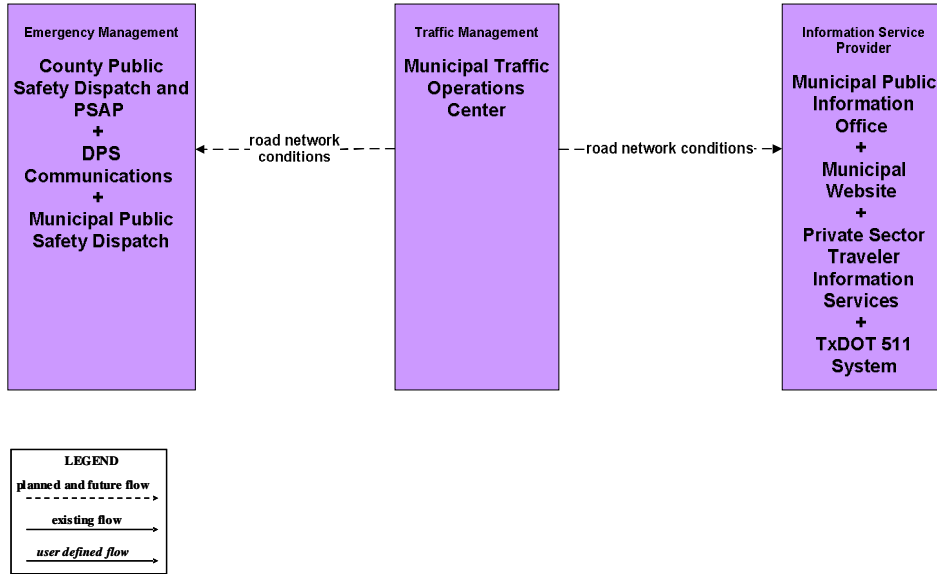 Emergency Management
County Public
Safety Dispatch and
PSAP
+
DPS
Communications
+
Municipal Public
Safety Dispatch
road network
conditions
Traffic Management
Municipal Traffic
Operations
Center
road network conditions
Information Service
Provider
Municipal Public
Information
Office
+
Municipal
Website
+
Private Sector
Traveler
Information
Services
+
TxDOT 511
System
LEGEND
planned and future flow
existing flow
user defined flow